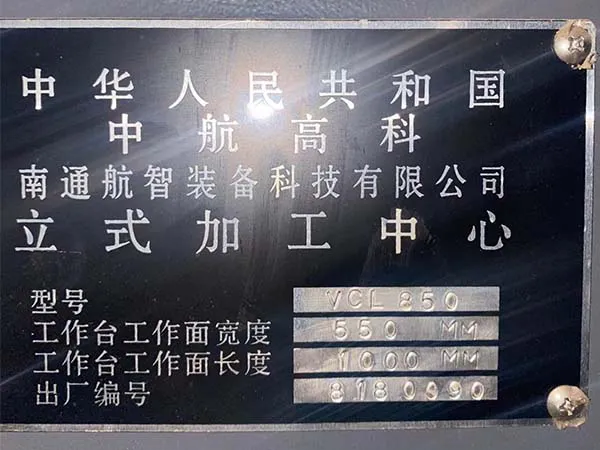 中华人民共和国
中航高科
南通航智装备科技有限公司
立式加工中心
型号 VCL850
工作台工作面宽度 550 MM
工作台工作面长度 1000 MM
出厂编号 8180090